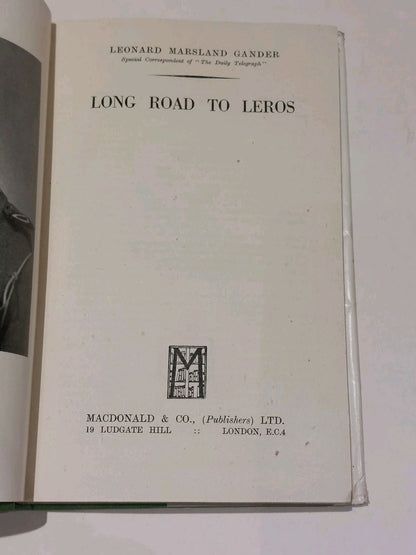 LEONARD MARSLAND GANDER
Special Correspondent of "The Daily Telegraph"
LONG ROAD TO LEROS
M
MACDONALD & CO., (Publishers) LTD.
19 LUDGATE HILL :: LONDON, E.C.4